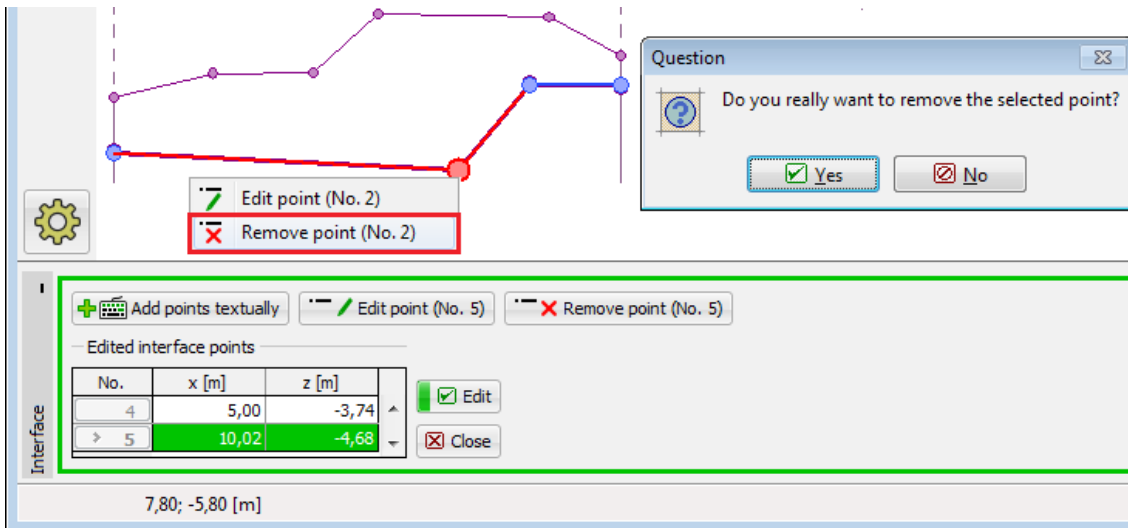 Question
Do you really want to remove the selected point?
Yes
No
Edit point (No. 2)
Remove point (No. 2)
Interface
Add points textually
Edit point (No. 5)
Remove point (No. 5)
Edited interface points
No. x [m] z [m]
4 5,00 -3,74
> 5 10,02 -4,68
Edit
Close
7,80; -5,80 [m]